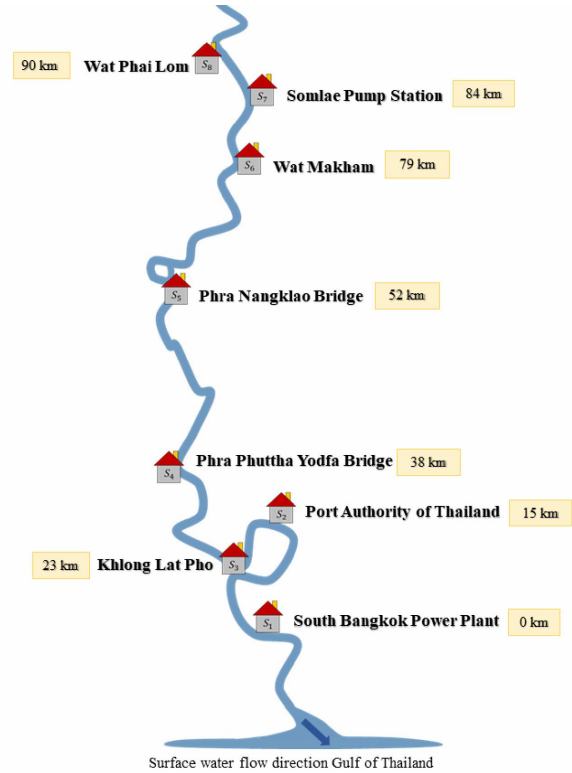 90 km Wat Phai Lom S₈
S₇ Somlae Pump Station 84 km
S₆ Wat Makham 79 km
S₅ Phra Nangklao Bridge 52 km
S₄ Phra Phuttha Yodfa Bridge 38 km
S₂ Port Authority of Thailand 15 km
23 km Khlong Lat Pho S₃
S₁ South Bangkok Power Plant 0 km
Surface water flow direction Gulf of Thailand